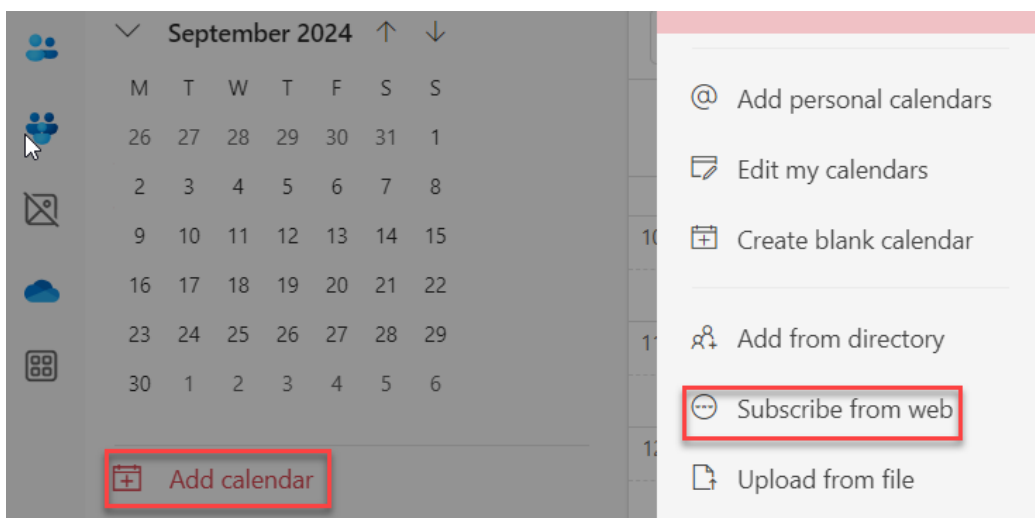 September 2024
M T W T F S S
26 27 28 29 30 31 1
2 3 4 5 6 7 8
9 10 11 12 13 14 15
16 17 18 19 20 21 22
23 24 25 26 27 28 29
30 1 2 3 4 5 6
Add calendar
10
11
12
Add personal calendars
Edit my calendars
Create blank calendar
Add from directory
Subscribe from web
Upload from file